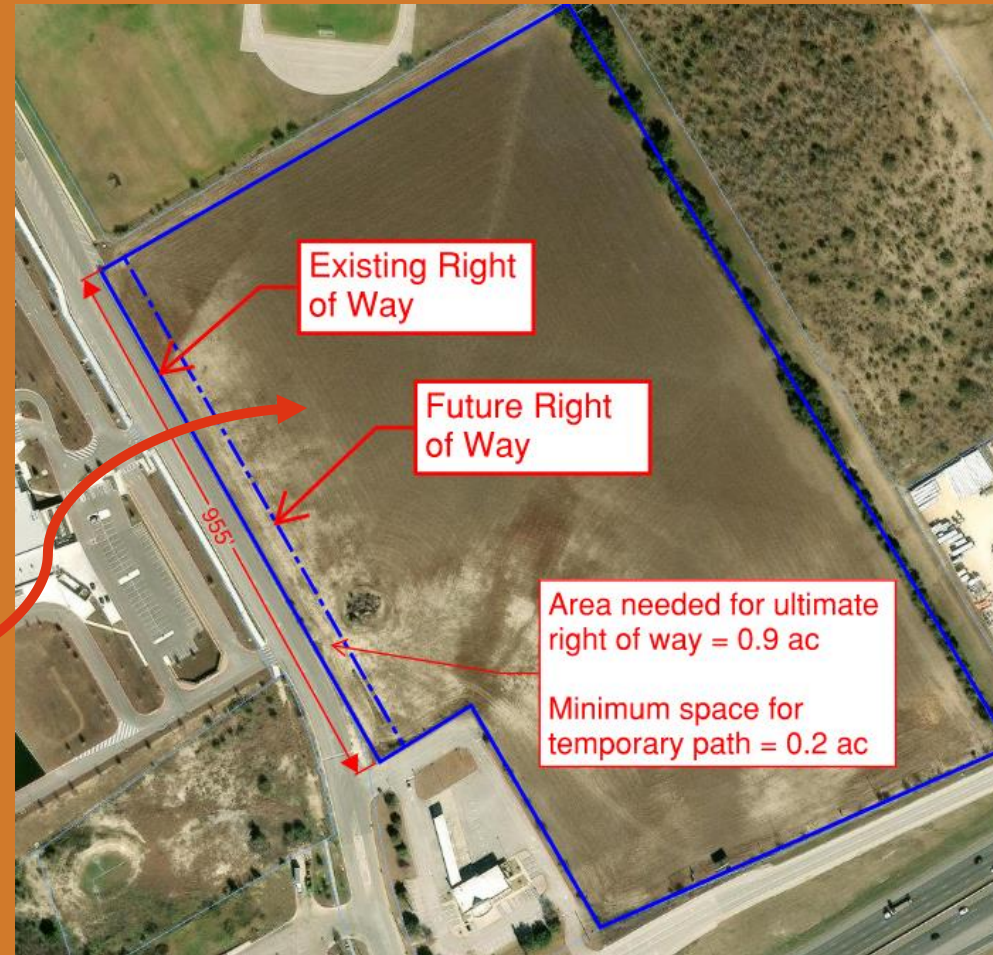 Existing Right
of Way
Future Right
of Way
955'
Area needed for ultimate
right of way = 0.9 ac
Minimum space for
temporary path = 0.2 ac